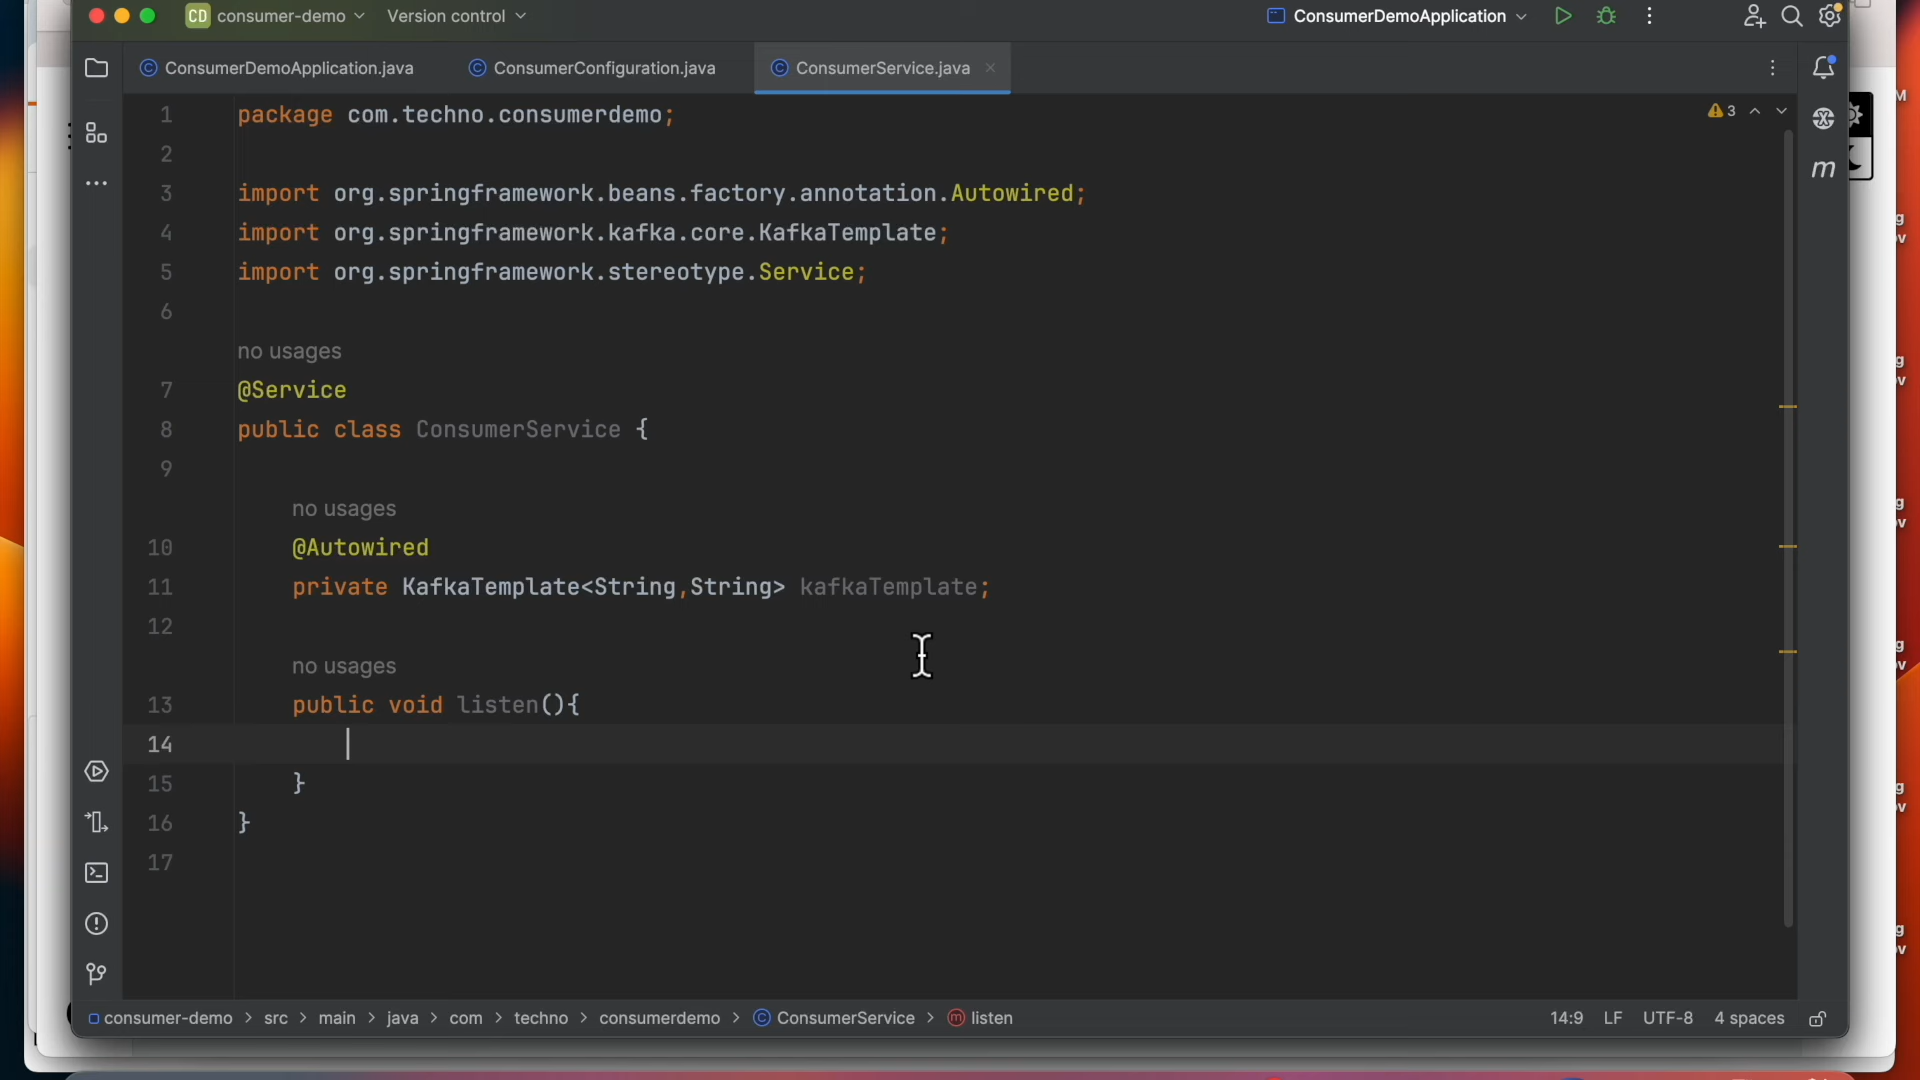 CD consumer-demo Version control ConsumerDemoApplication
ConsumerDemoApplication.java ConsumerConfiguration.java ConsumerService.java
1 package com.techno.consumerdemo; 3
2
3 import org.springframework.beans.factory.annotation.Autowired;
4 import org.springframework.kafka.core.KafkaTemplate;
5 import org.springframework.stereotype.Service;
6
no usages
7 @Service
8 public class ConsumerService {
9
no usages
10 @Autowired
11 private KafkaTemplate<String,String> kafkaTemplate;
12
no usages
13 public void listen(){
14
15 }
16 }
17
consumer-demo > src > main > java > com > techno > consumerdemo > ConsumerService > listen 14:9 LF UTF-8 4 spaces